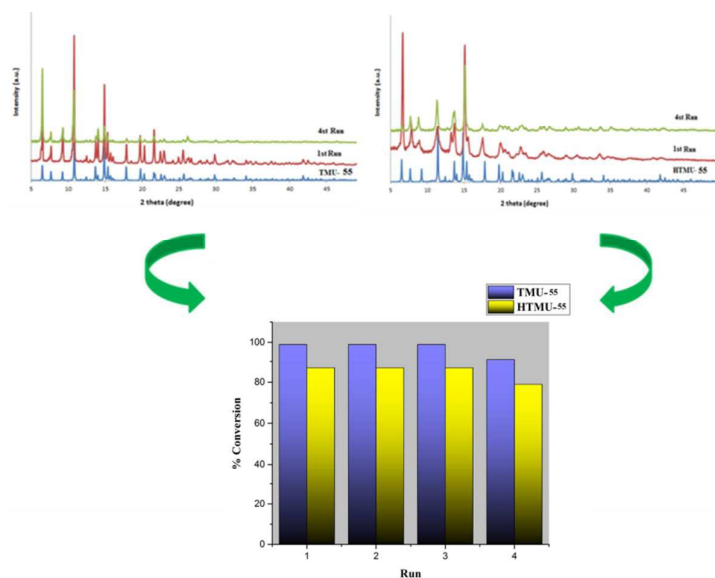 Intensity (a.u.)
4st Run
1st Run
TMU- 55
5 10 15 20 25 30 35 40 45
2 theta (degree)
Intensity (a.u.)
4st Run
1st Run
HTMU- 55
5 10 15 20 25 30 35 40 45
2 theta (degree)
TMU-55
HTMU-55
% Conversion
100
80
60
40
20
0
1 2 3 4
Run